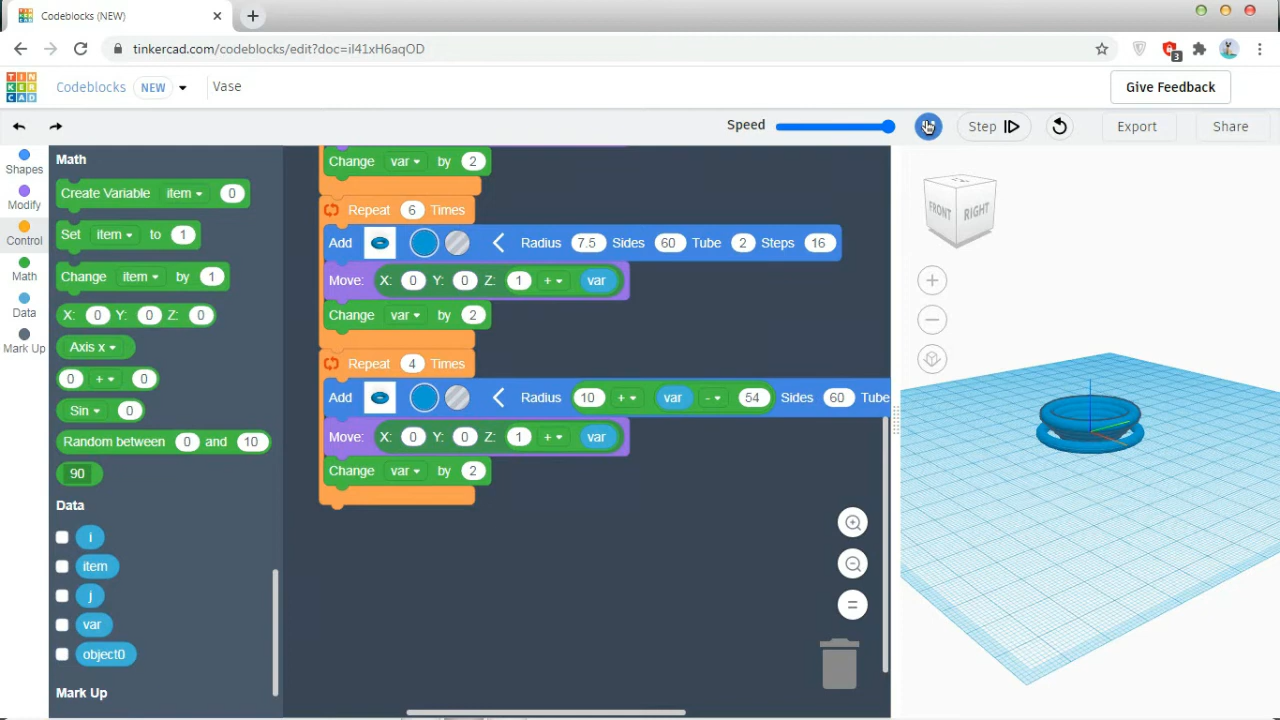 Codeblocks (NEW)
tinkercad.com/codeblocks/edit?doc=il41xH6aqOD
3
TIN
KER
CAD
Codeblocks NEW
Vase
Give Feedback
Speed
Step
Export
Share
Shapes
Modify
Control
Math
Data
Mark Up
Math
Create Variable item 0
Set item to 1
Change item by 1
X: 0 Y: 0 Z: 0
Axis x
0 + 0
Sin 0
Random between 0 and 10
90
Data
i
item
j
var
object0
Mark Up
Change var by 2
Repeat 6 Times
Add Radius 7.5 Sides 60 Tube 2 Steps 16
Move: X: 0 Y: 0 Z: 1 + var
Change var by 2
Repeat 4 Times
Add Radius 10 + var - 54 Sides 60 Tube
Move: X: 0 Y: 0 Z: 1 + var
Change var by 2
FRONT
RIGHT